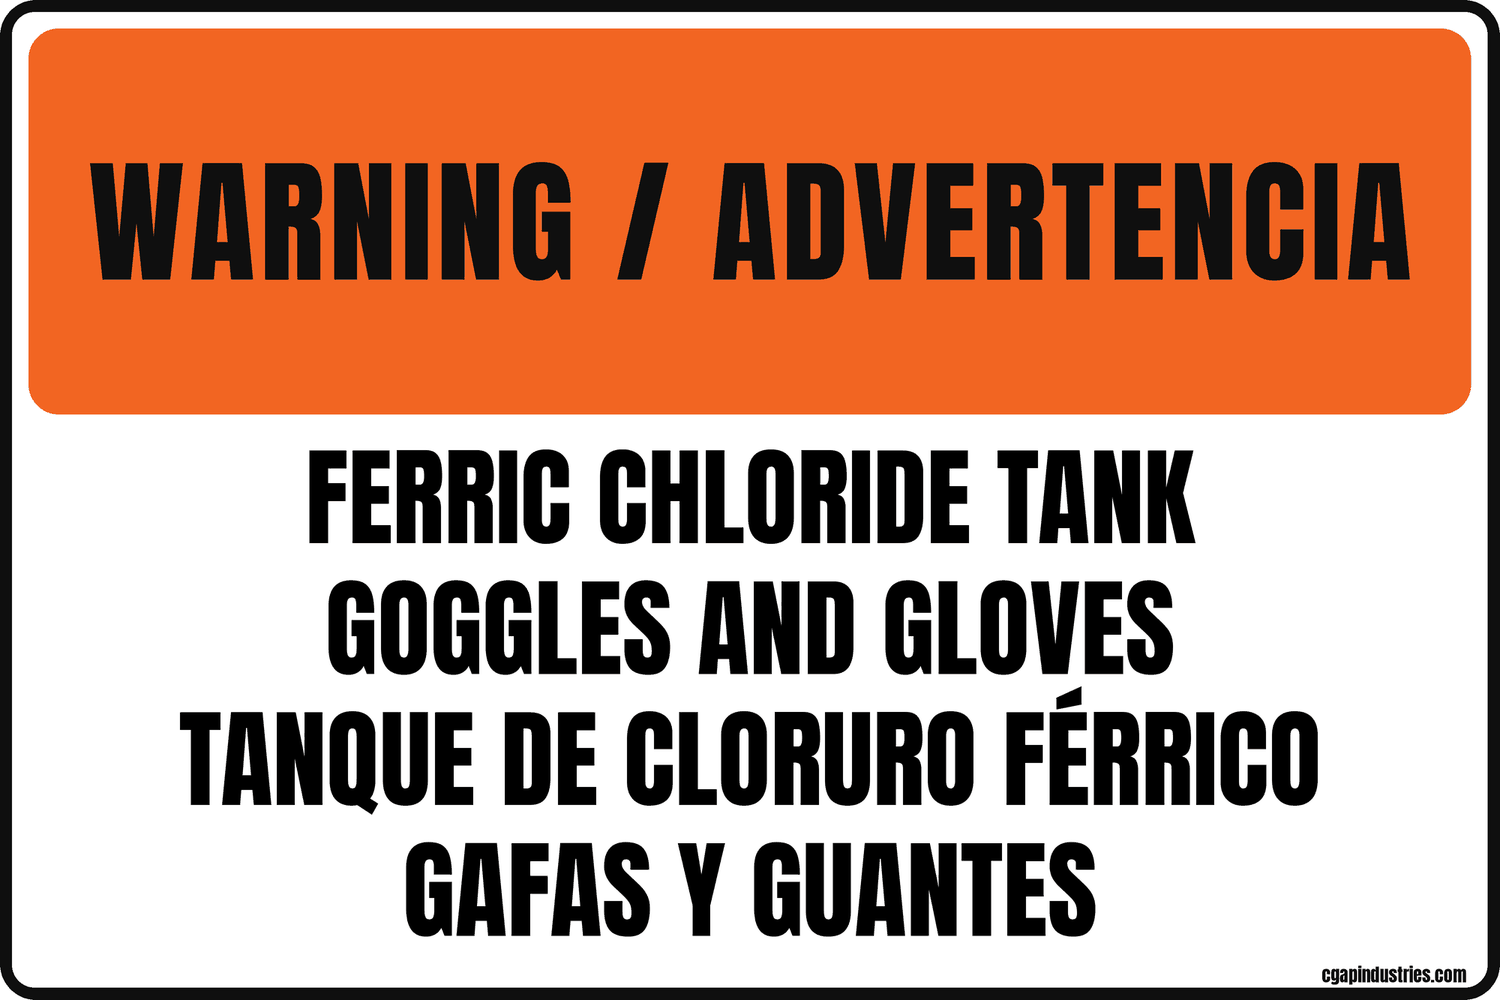 WARNING / ADVERTENCIA
FERRIC CHLORIDE TANK
GOGGLES AND GLOVES
TANQUE DE CLORURO FÉRRICO
GAFAS Y GUANTES
cgapindustries.com